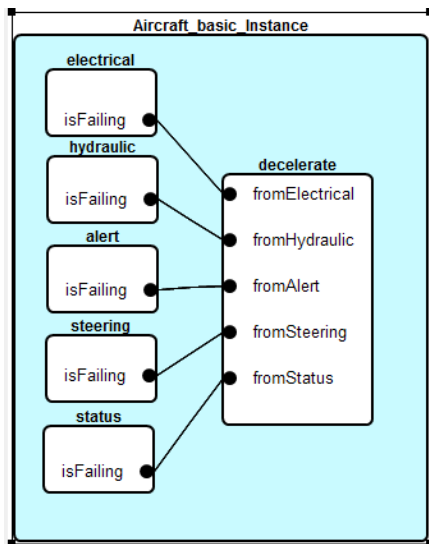 Aircraft_basic_Instance
electrical
isFailing
hydraulic
isFailing
alert
isFailing
steering
isFailing
status
isFailing
decelerate
fromElectrical
fromHydraulic
fromAlert
fromSteering
fromStatus